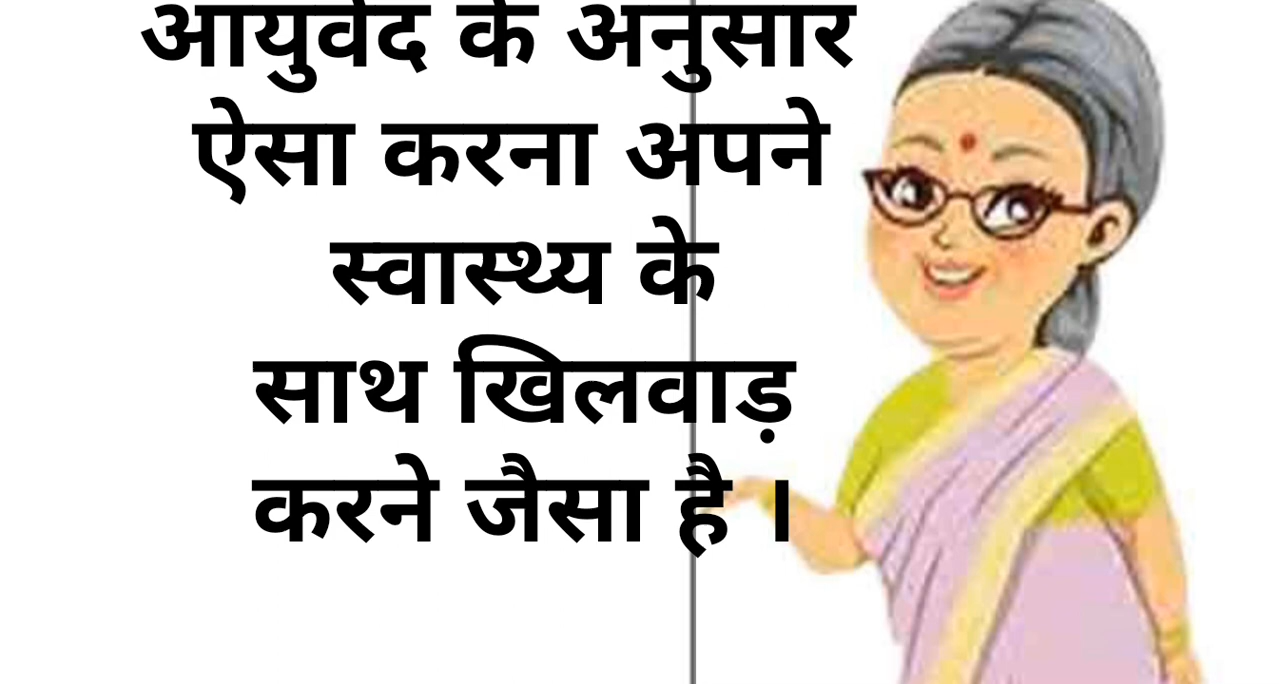 आयुर्वेद के अनुसार
ऐसा करना अपने
स्वास्थ्य के
साथ खिलवाड़
करने जैसा है ।